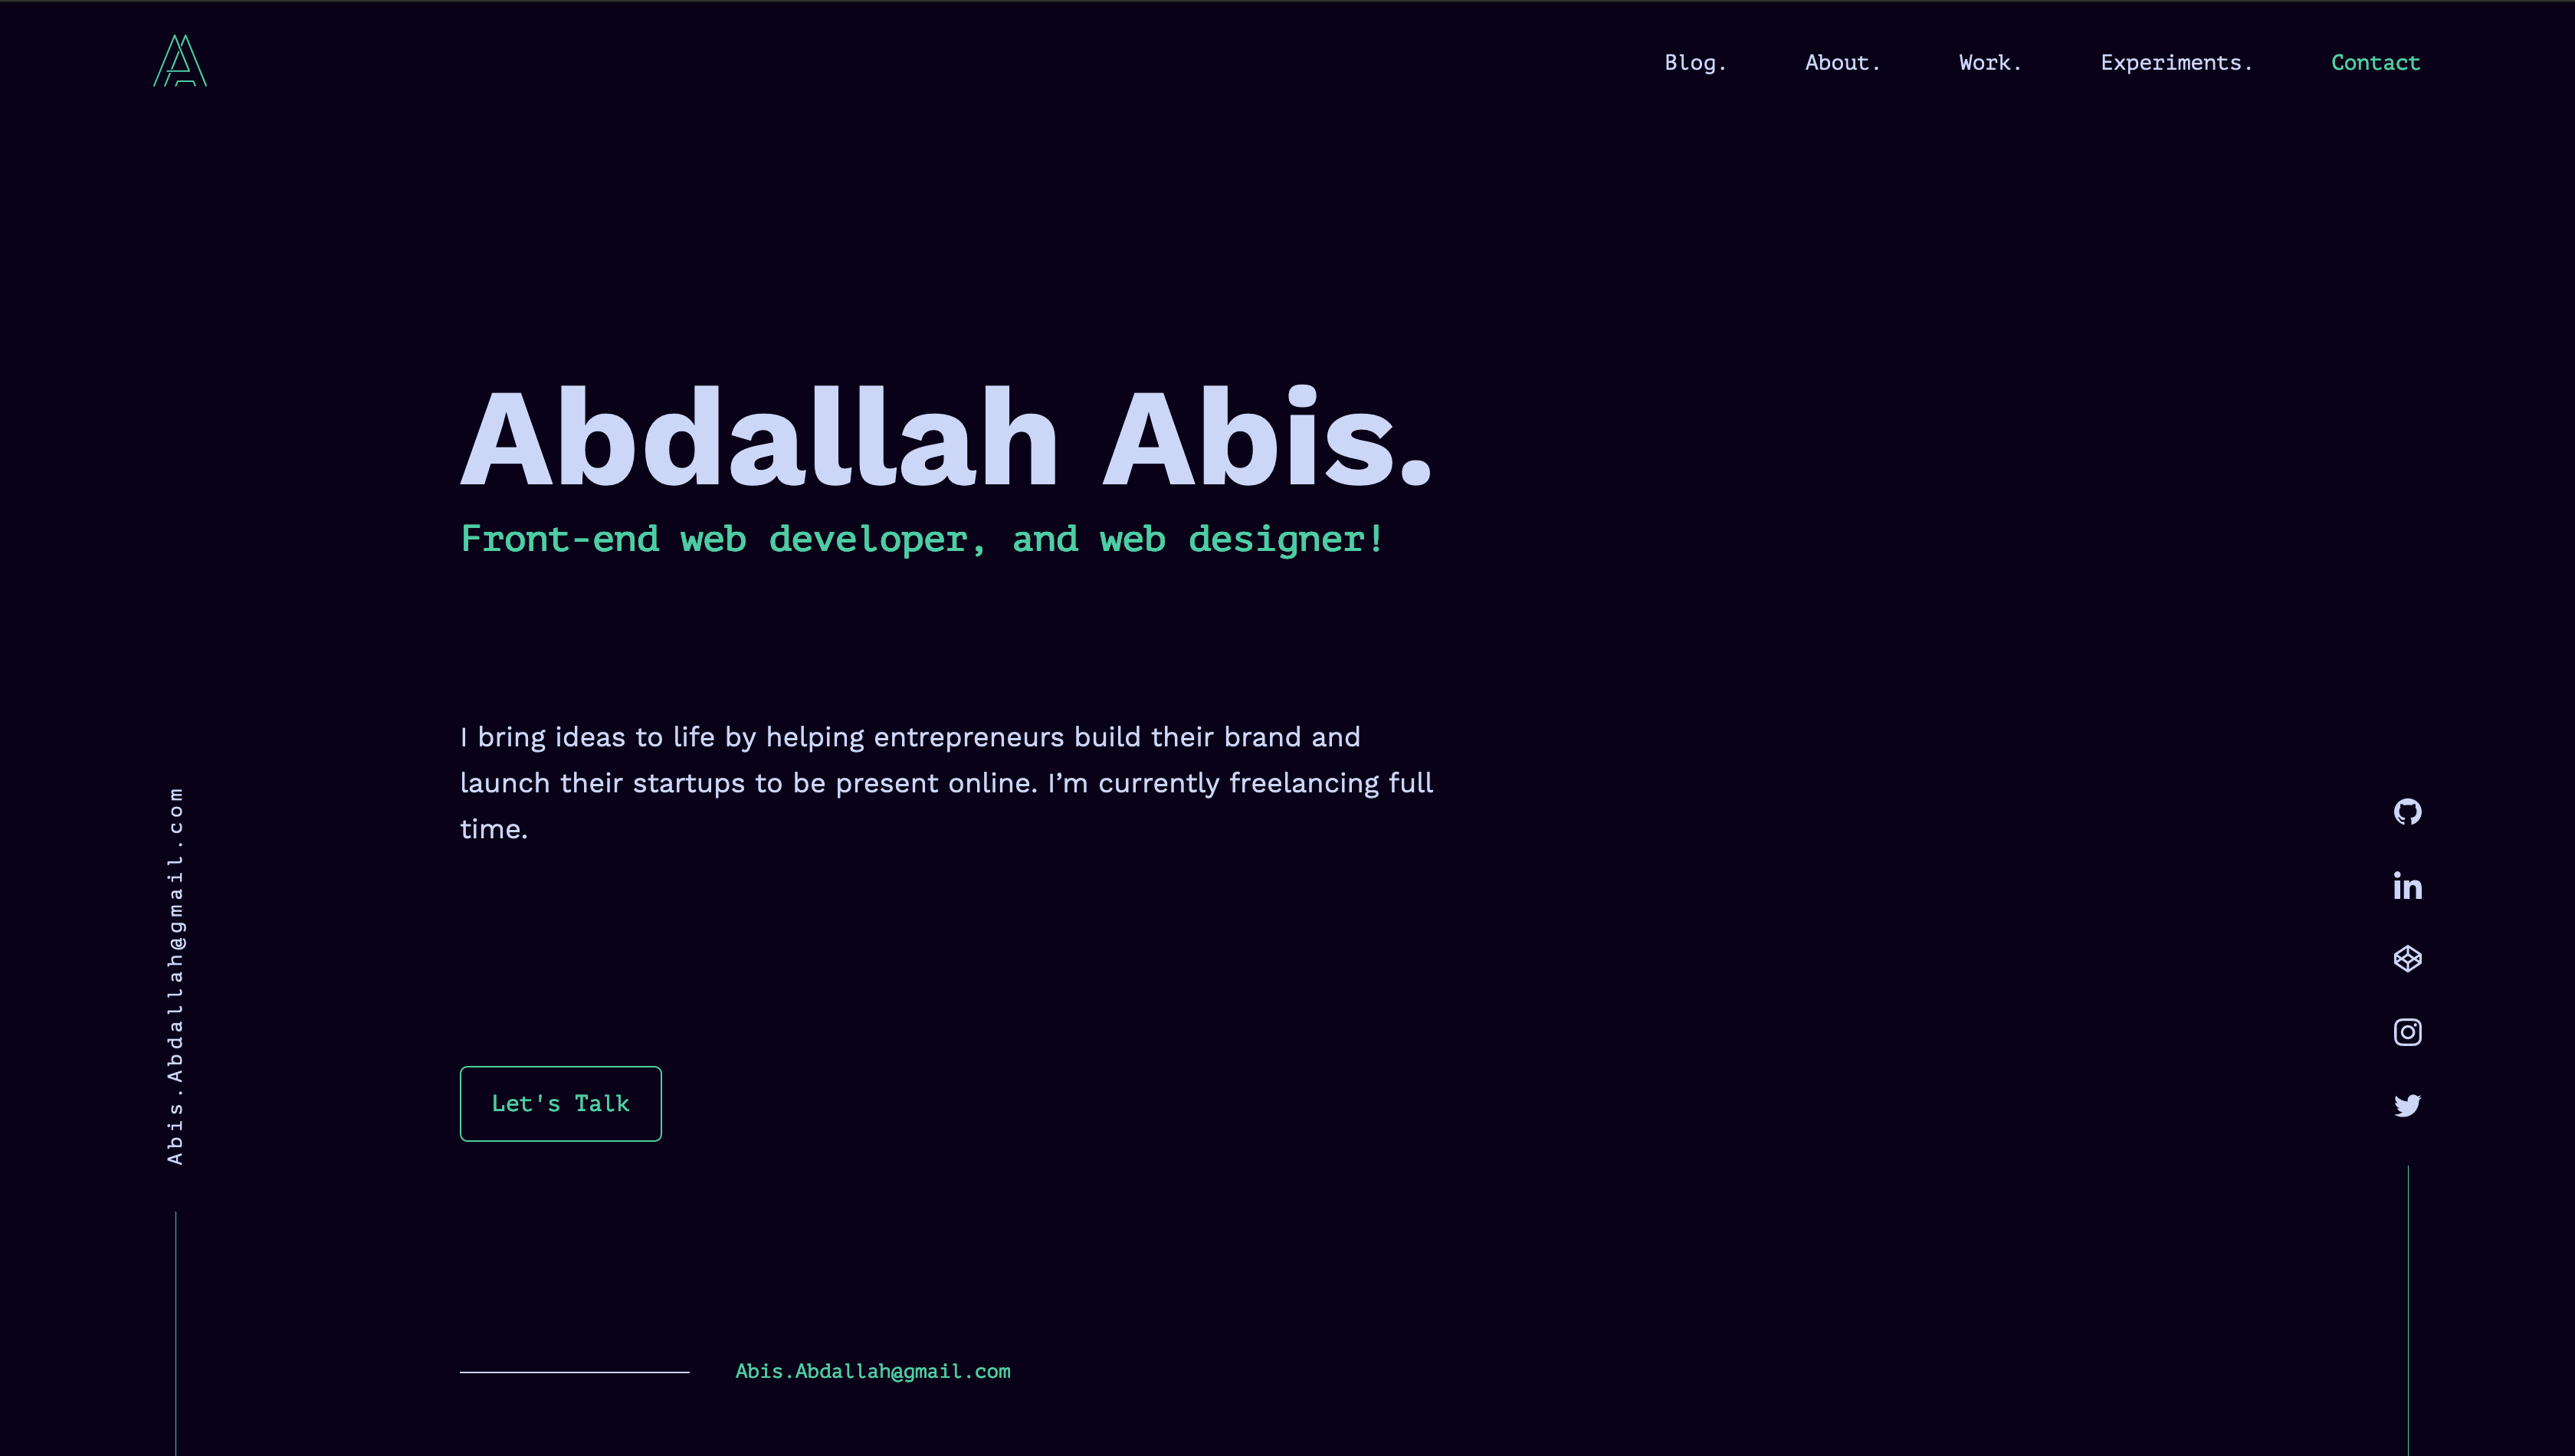 Blog. About. Work. Experiments. Contact
Abdallah Abis.
Front-end web developer, and web designer!
I bring ideas to life by helping entrepreneurs build their brand and
launch their startups to be present online. I’m currently freelancing full
time.
Abis.Abdallah@gmail.com
Let's Talk
Abis.Abdallah@gmail.com